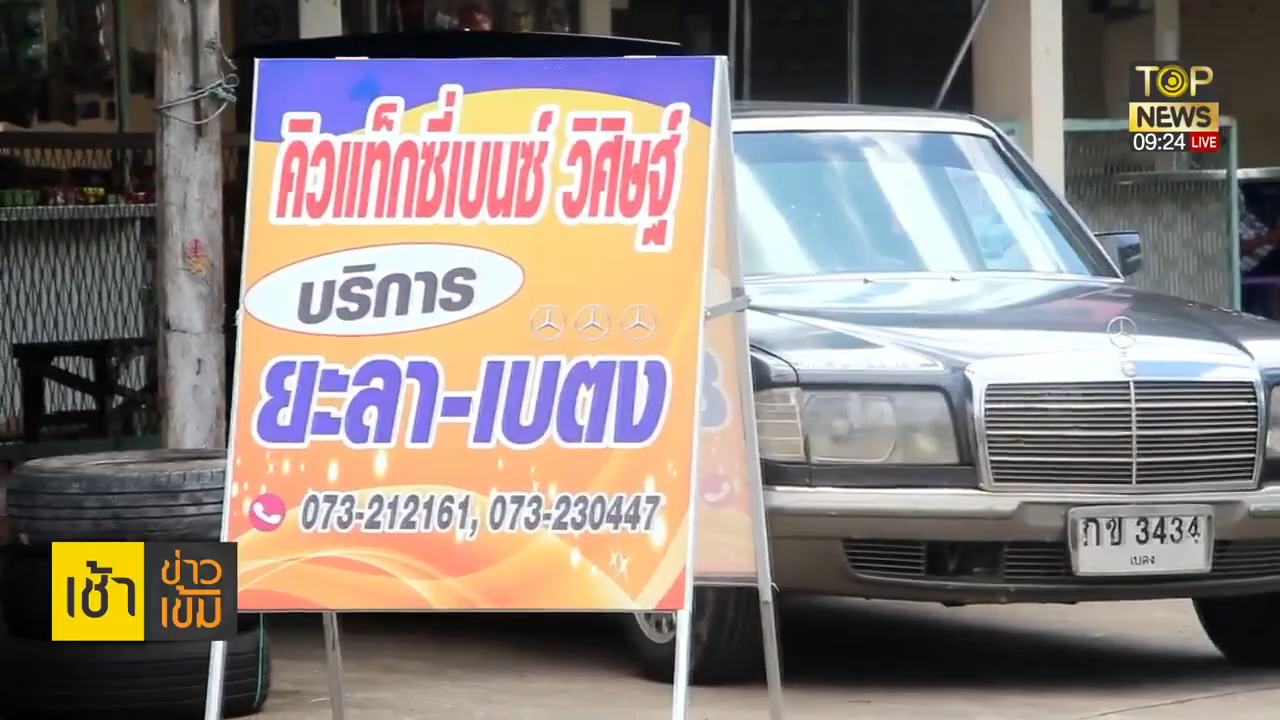 TOP
NEWS
09:24 LIVE
คิวแท็กซี่เบนซ์ วิศิษฐ์
บริการ
ยะลา-เบตง
073-212161, 073-230447
กข 3434
เบตง
เช้า
ข่าว
เข้ม